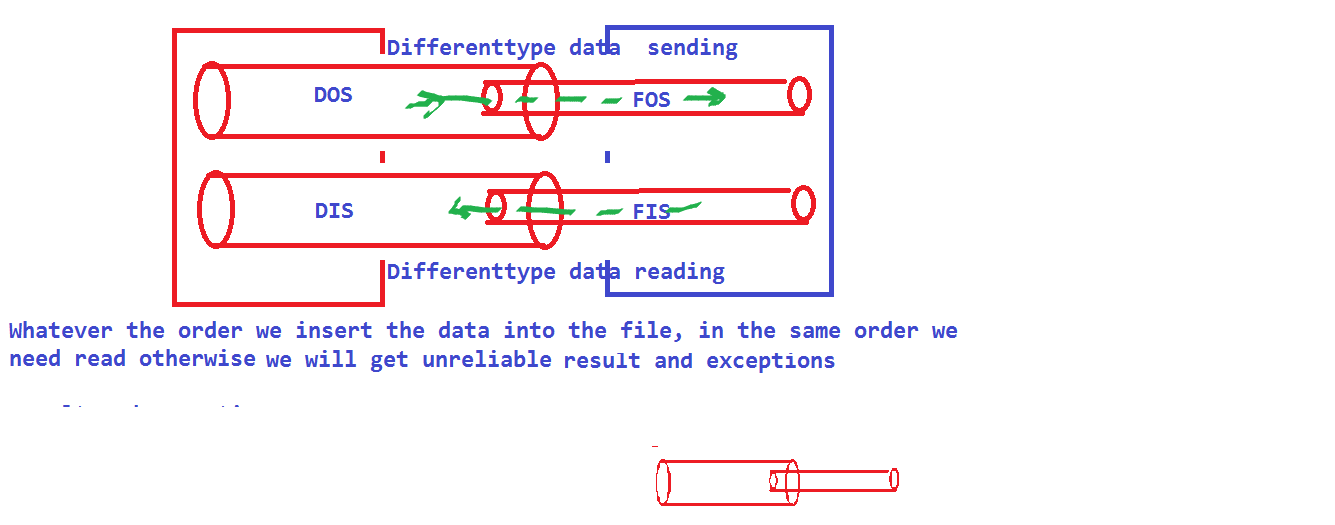 Differenttype data sending
DOS
FOS
DIS
FIS
Differenttype data reading
Whatever the order we insert the data into the file, in the same order we
need read otherwise we will get unreliable result and exceptions